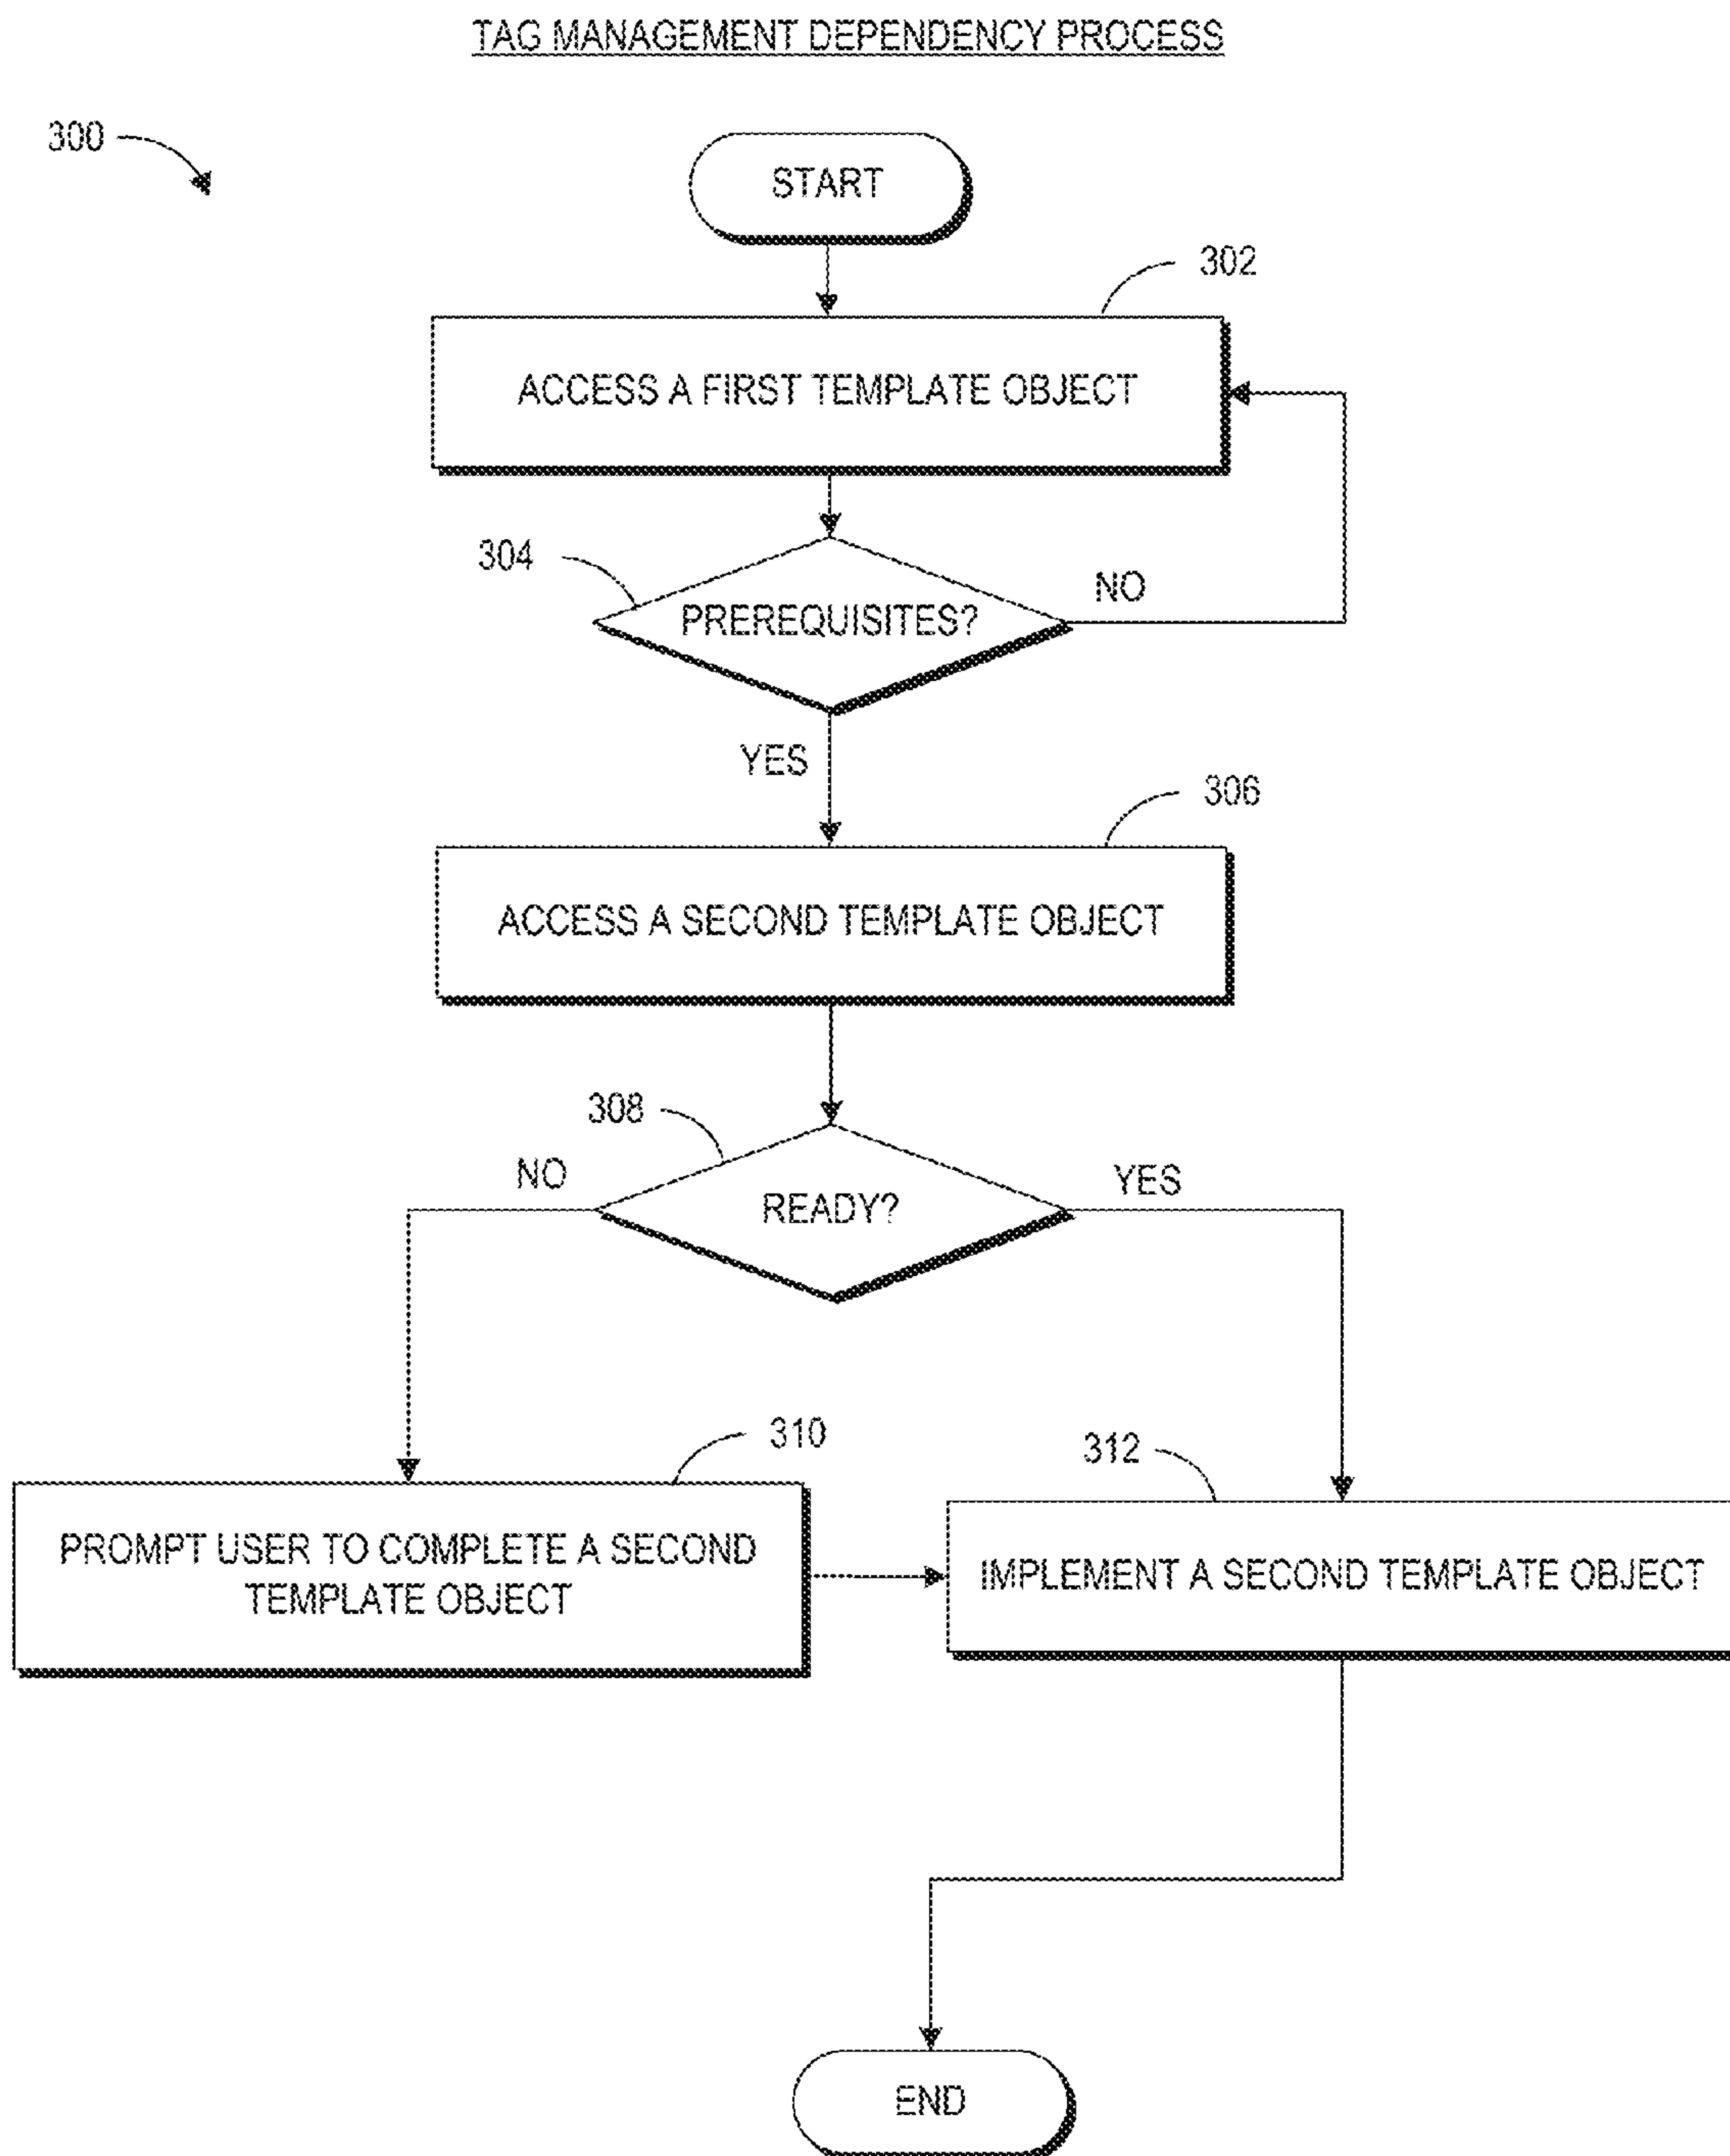 TAG MANAGEMENT DEPENDENCY PROCESS
300
START
302
ACCESS A FIRST TEMPLATE OBJECT
304
PREREQUISITES?
NO
YES
306
ACCESS A SECOND TEMPLATE OBJECT
308
NO
READY?
YES
310
312
PROMPT USER TO COMPLETE A SECOND
TEMPLATE OBJECT
IMPLEMENT A SECOND TEMPLATE OBJECT
END